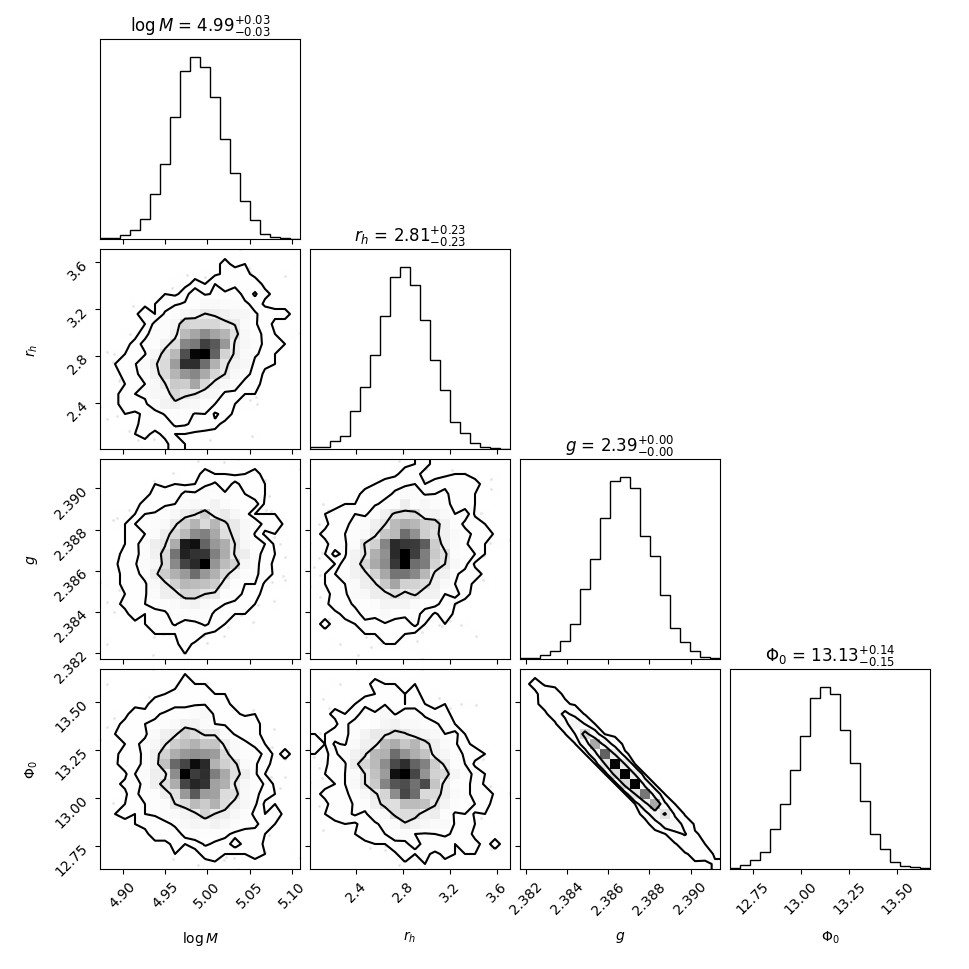 log M = 4.99+0.03−0.03
3.6
3.2
2.8
2.4
r_h
r_h = 2.81+0.23−0.23
2.390
2.388
2.386
2.384
2.382
g
g = 2.39+0.00−0.00
13.50
13.25
13.00
12.75
Φ0
Φ0 = 13.13+0.14−0.15
4.90 4.95 5.00 5.05 5.10 2.4 2.8 3.2 3.6 2.382 2.384 2.386 2.388 2.390 12.75 13.00 13.25 13.50
log M r_h g Φ0